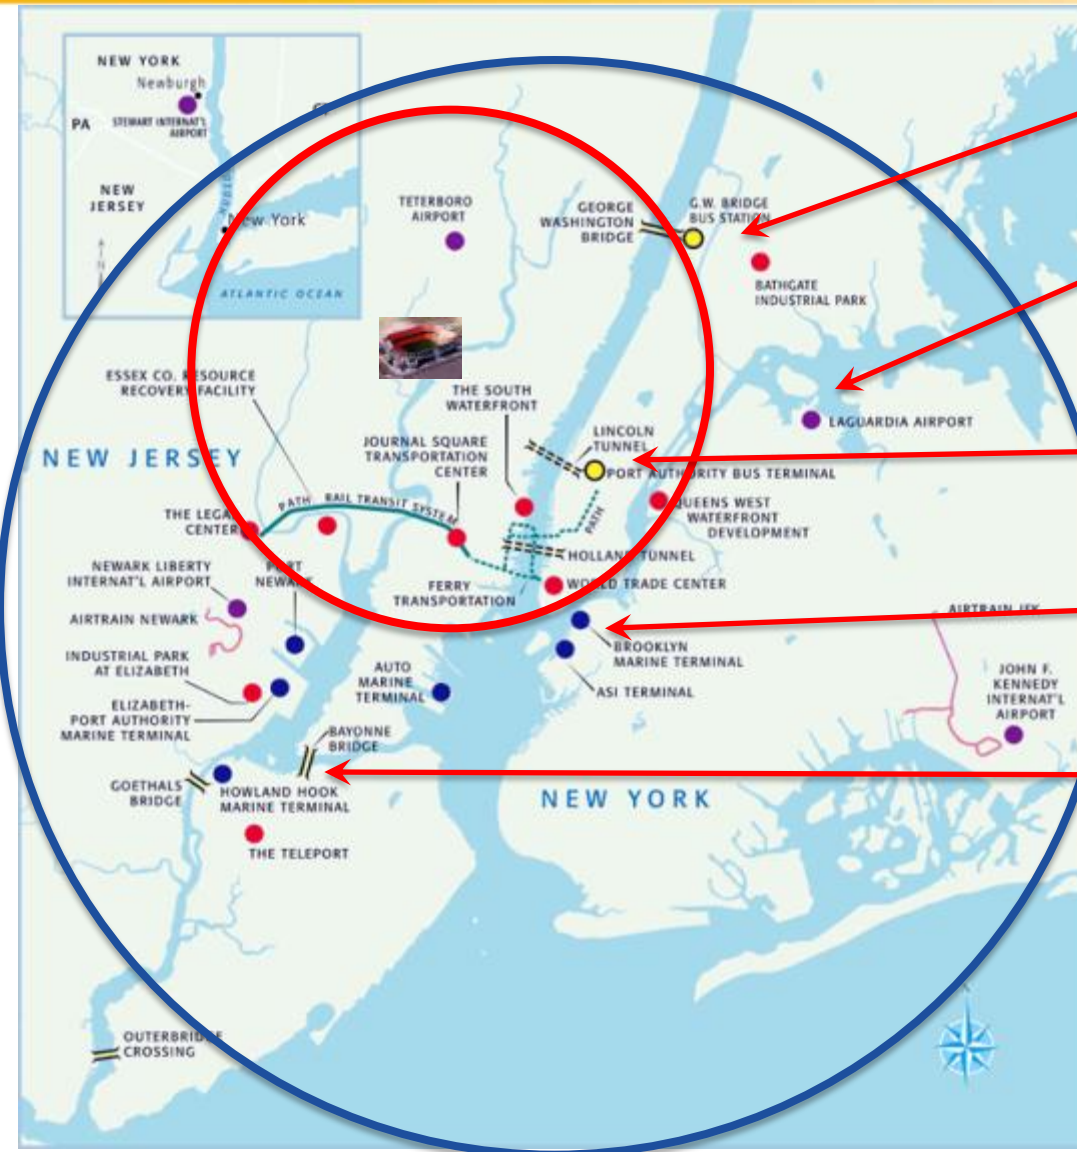 NEW YORK
Newburgh
PA
STEWART INTERNAT'L
AIRPORT
NEW
JERSEY
New York
N
ATLANTIC OCEAN
TETERBORO
AIRPORT
GEORGE
WASHINGTON
BRIDGE
G.W. BRIDGE
BUS STATION
BATHGATE
INDUSTRIAL PARK
ESSEX CO. RESOURCE
RECOVERY FACILITY
THE SOUTH
WATERFRONT
LAGUARDIA AIRPORT
NEW JERSEY
JOURNAL SQUARE
TRANSPORTATION
CENTER
LINCOLN
TUNNEL
PORT AUTHORITY BUS TERMINAL
PATH RAIL TRANSIT SYSTEM
THE LEGAL
CENTER
PATH
QUEENS WEST
WATERFRONT
DEVELOPMENT
HOLLAND TUNNEL
NEWARK LIBERTY
INTERNAT'L AIRPORT
PORT
NEWARK
FERRY
TRANSPORTATION
WORLD TRADE CENTER
AIRTRAIN NEWARK
AIRTRAIN JFK
BROOKLYN
MARINE TERMINAL
INDUSTRIAL PARK
AT ELIZABETH
AUTO
MARINE
TERMINAL
ASI TERMINAL
JOHN F.
KENNEDY
INTERNAT'L
AIRPORT
ELIZABETH-
PORT AUTHORITY
MARINE TERMINAL
BAYONNE
BRIDGE
GOETHALS
BRIDGE
HOWLAND HOOK
MARINE TERMINAL
NEW YORK
THE TELEPORT
OUTERBRIDGE
CROSSING